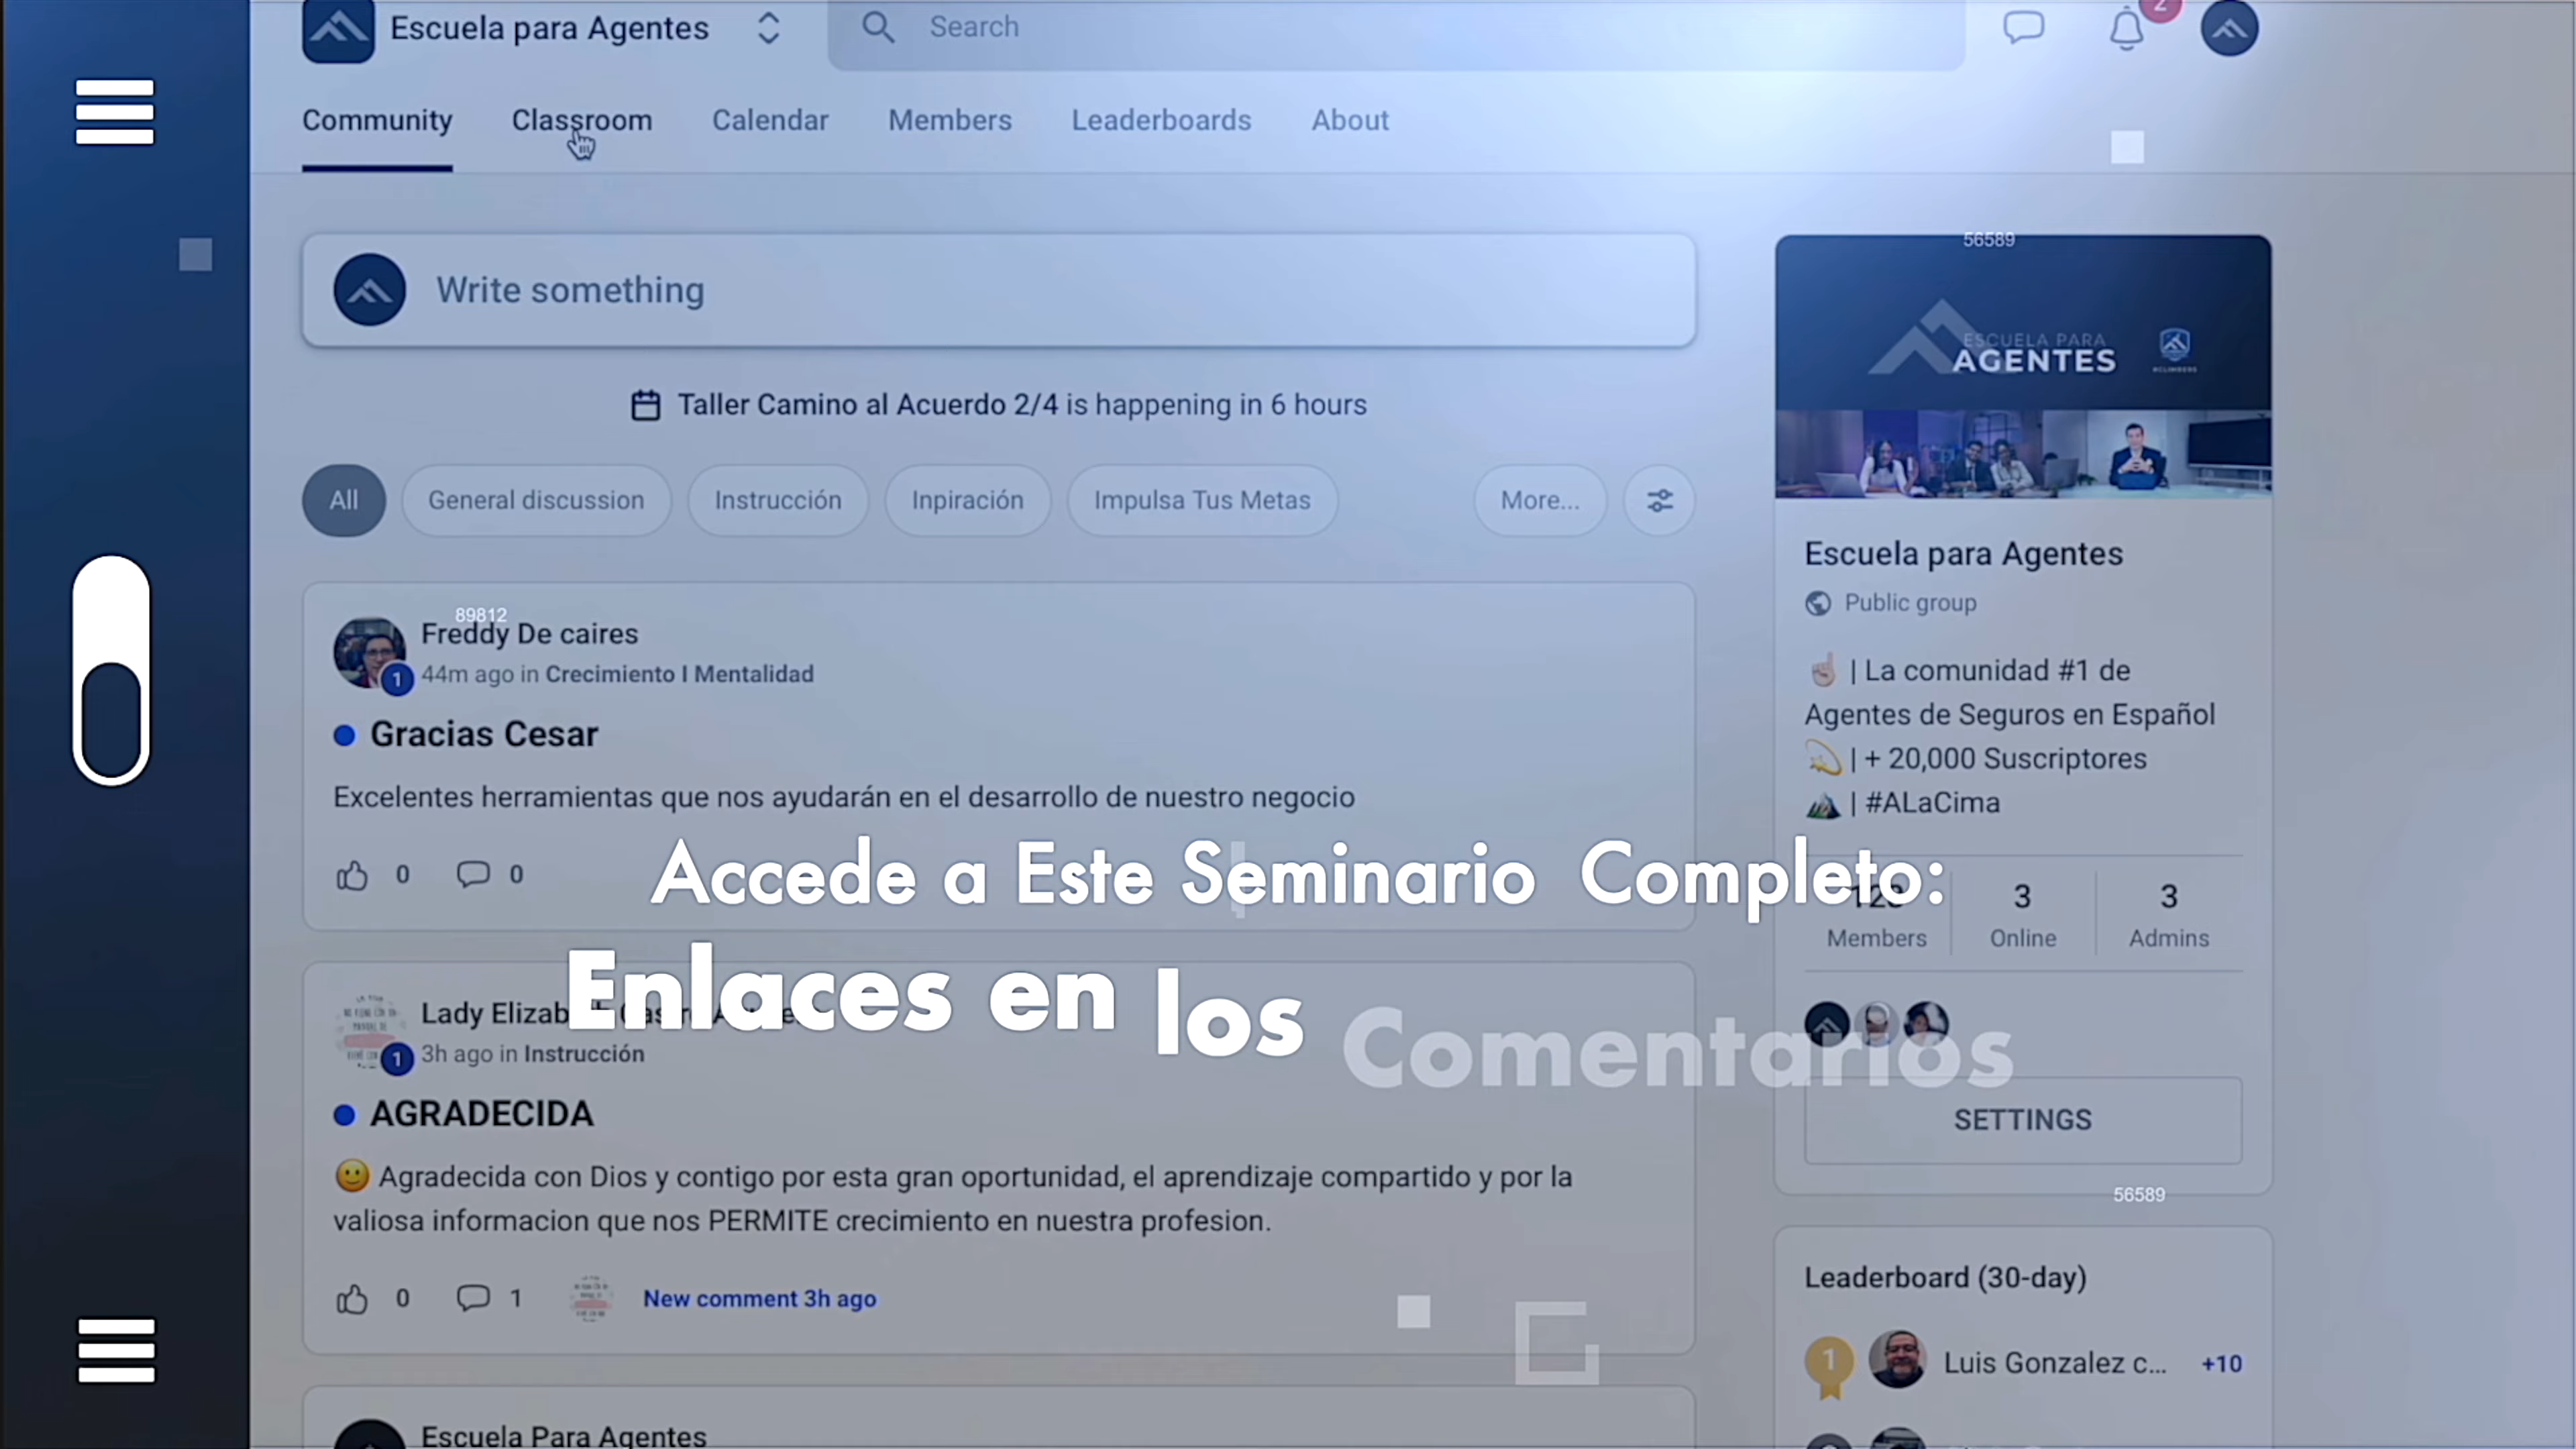 Escuela para Agentes
Search
2
Community Classroom Calendar Members Leaderboards About
56589
Write something
ESCUELA PARA
AGENTES
#CLIMBERS
Taller Camino al Acuerdo 2/4 is happening in 6 hours
All General discussion Instrucción Inpiración Impulsa Tus Metas More...
Escuela para Agentes
Public group
89812
Freddy De caires
1 44m ago in Crecimiento I Mentalidad
| La comunidad #1 de
Agentes de Seguros en Español
| + 20,000 Suscriptores
| #ALaCima
Gracias Cesar
Excelentes herramientas que nos ayudarán en el desarrollo de nuestro negocio
0 0
Accede a Este Seminario Completo:
3 3
Members Online Admins
Enlaces en los Comentarios
Lady
1 3h ago in Instrucción
AGRADECIDA
SETTINGS
Agradecida con Dios y contigo por esta gran oportunidad, el aprendizaje compartido y por la
valiosa informacion que nos PERMITE crecimiento en nuestra profesion.
56589
0 1 New comment 3h ago
Leaderboard (30-day)
1 Luis Gonzalez c... +10
Escuela Para Agentes